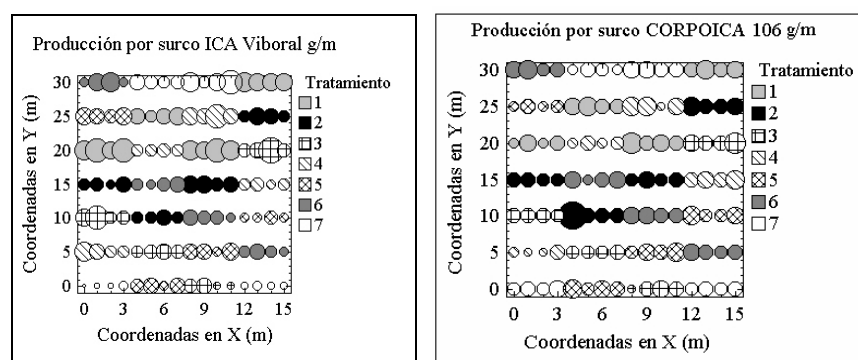 Producción por surco ICA Viboral g/m
Coordenadas en Y (m)
30
25
20
15
10
5
0
0 3 6 9 12 15
Coordenadas en X (m)
Tratamiento
1
2
3
4
5
6
7
Producción por surco CORPOICA 106 g/m
Coordenadas en Y (m)
30
25
20
15
10
5
0
0 3 6 9 12 15
Coordenadas en X (m)
Tratamiento
1
2
3
4
5
6
7